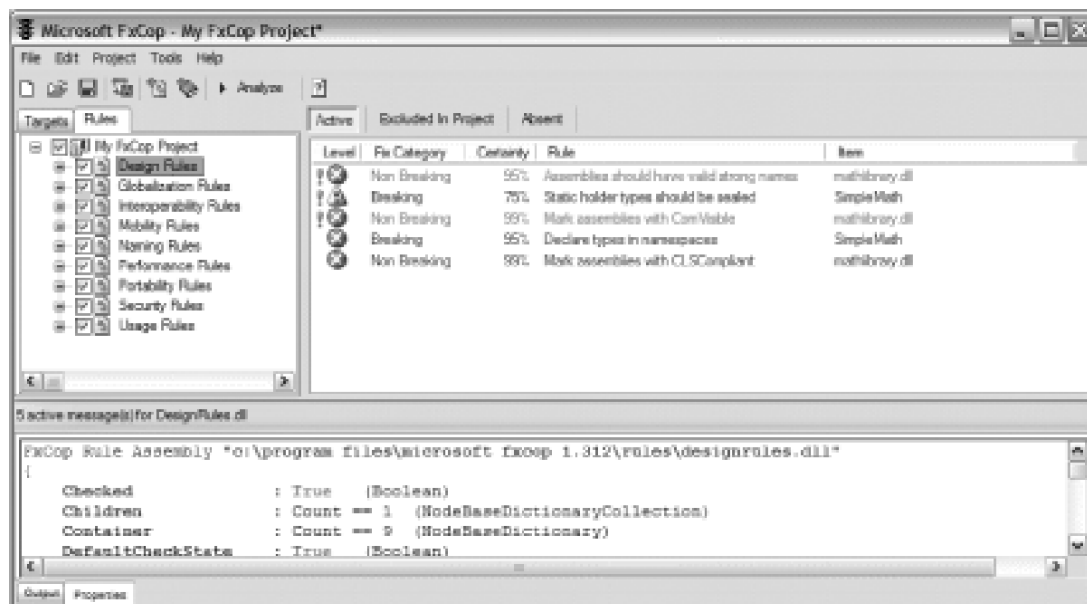 Microsoft FxCop - My FxCop Project*
File Edit Project Tools Help
Analyze
Targets Rules
My FxCop Project
Design Rules
Globalization Rules
Interoperability Rules
Mobility Rules
Naming Rules
Performance Rules
Portability Rules
Security Rules
Usage Rules
Active Excluded In Project Absent
Level Fix Category Certainty Rule Item
Non Breaking 95% Assemblies should have valid strong names mathlibrary.dll
Breaking 75% Static holder types should be sealed SimpleMath
Non Breaking 99% Mark assemblies with ComVisible mathlibrary.dll
Breaking 95% Declare types in namespaces SimpleMath
Non Breaking 99% Mark assemblies with CLSCompliant mathlibrary.dll
5 active message(s) for DesignRules.dll
FxCop Rule Assembly "c:\program files\microsoft fxcop 1.312\rules\designrules.dll"
{
Checked : True (Boolean)
Children : Count == 1 (NodeBaseDictionaryCollection)
Container : Count == 9 (NodeBaseDictionary)
DefaultCheckState : True (Boolean)
Output Properties